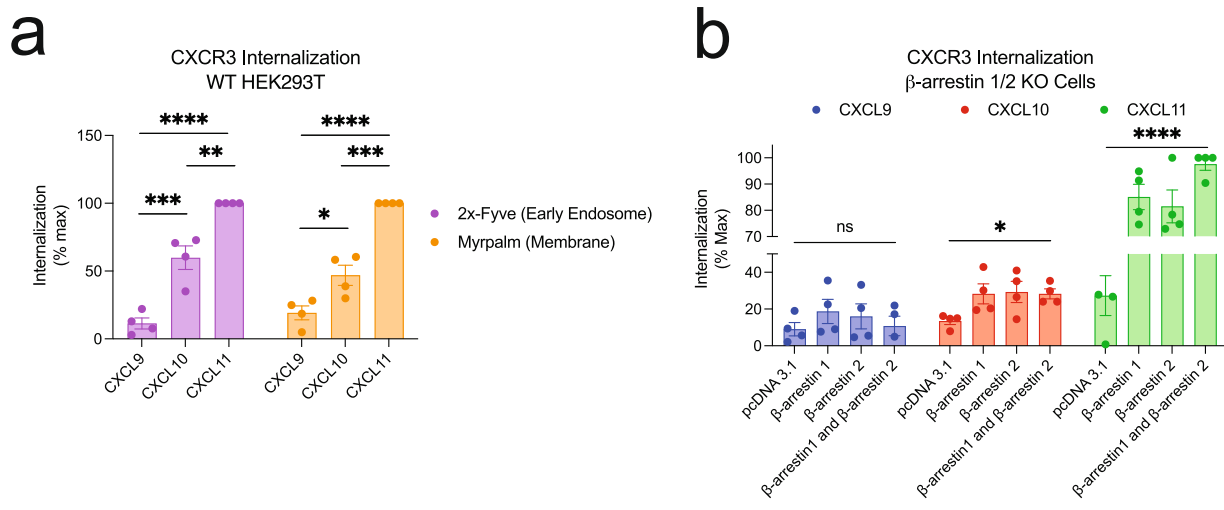 a
CXCR3 Internalization
WT HEK293T
Internalization
(% max)
150
100
50
0
****
**
***
****
***
*
CXCL9
CXCL10
CXCL11
CXCL9
CXCL10
CXCL11
2x-Fyve (Early Endosome)
Myrpalm (Membrane)
b
CXCR3 Internalization
β-arrestin 1/2 KO Cells
CXCL9
CXCL10
CXCL11
Internalization
(% Max)
100
90
80
70
40
20
0
ns
*
****
pcDNA 3.1
β-arrestin 1
β-arrestin 2
β-arrestin1 and β-arrestin 2
pcDNA 3.1
β-arrestin 1
β-arrestin 2
β-arrestin1 and β-arrestin 2
pcDNA 3.1
β-arrestin 1
β-arrestin 2
β-arrestin1 and β-arrestin 2